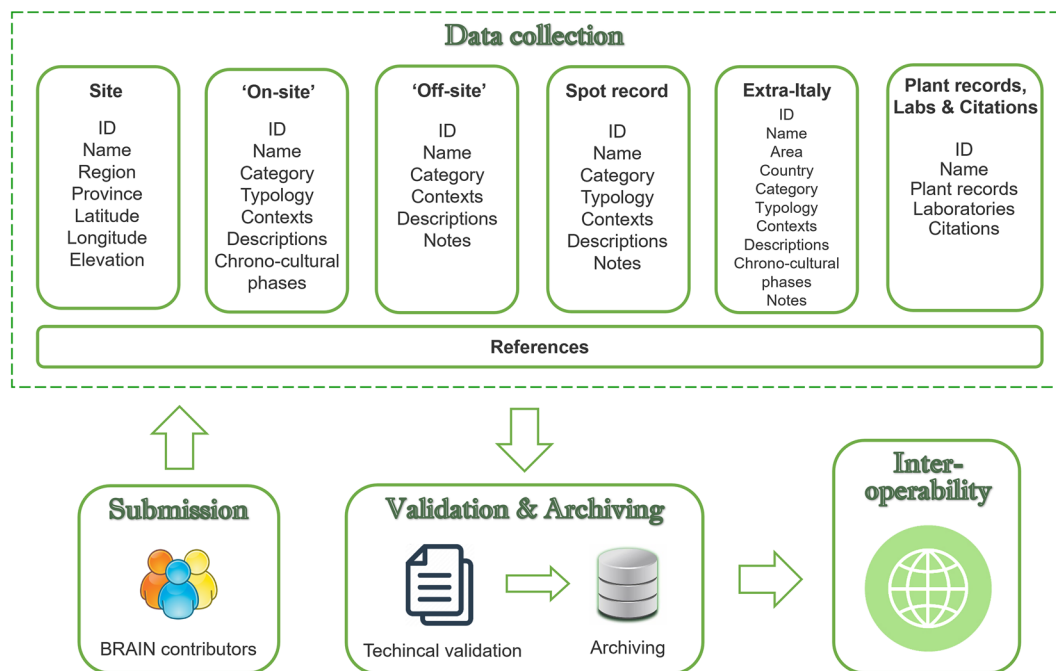 Data collection
Site
ID
Name
Region
Province
Latitude
Longitude
Elevation
‘On-site’
ID
Name
Category
Typology
Contexts
Descriptions
Chrono-cultural
phases
‘Off-site’
ID
Name
Category
Contexts
Descriptions
Notes
Spot record
ID
Name
Category
Typology
Contexts
Descriptions
Notes
Extra-Italy
ID
Name
Area
Country
Category
Typology
Contexts
Descriptions
Chrono-cultural
phases
Notes
Plant records,
Labs & Citations
ID
Name
Plant records
Laboratories
Citations
References
Submission
BRAIN contributors
Validation & Archiving
Techincal validation
Archiving
Inter-
operability